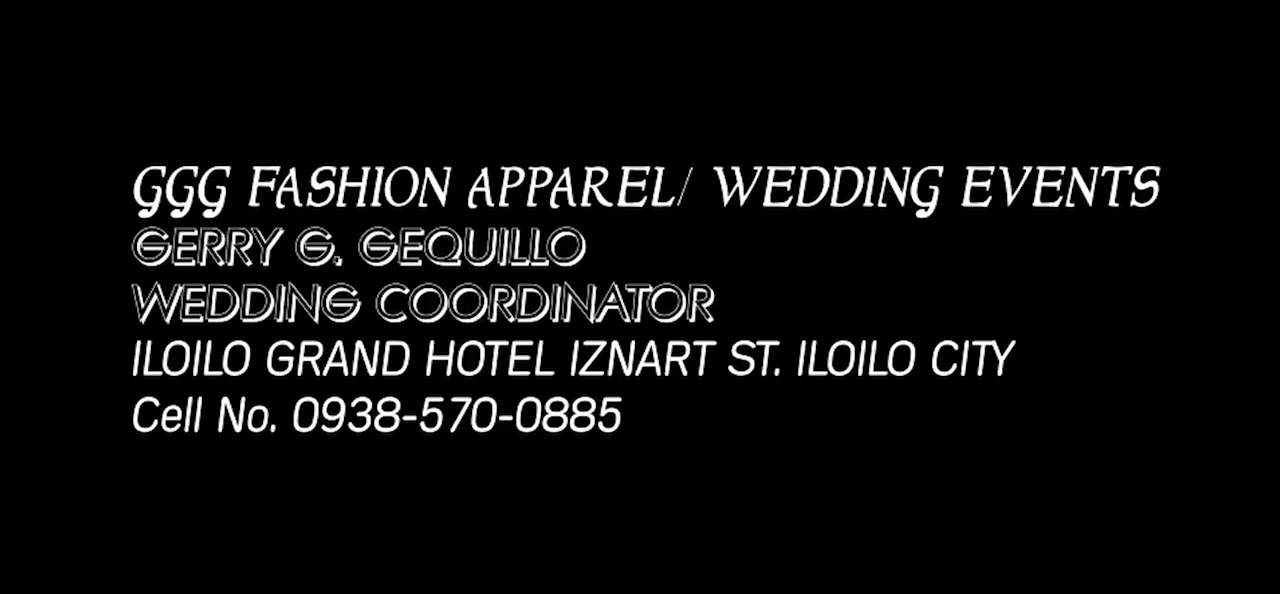 GGG FASHION APPAREL/ WEDDING EVENTS
GERRY G. GEQUILLO
WEDDING COORDINATOR
ILOILO GRAND HOTEL IZNART ST. ILOILO CITY
Cell No. 0938-570-0885